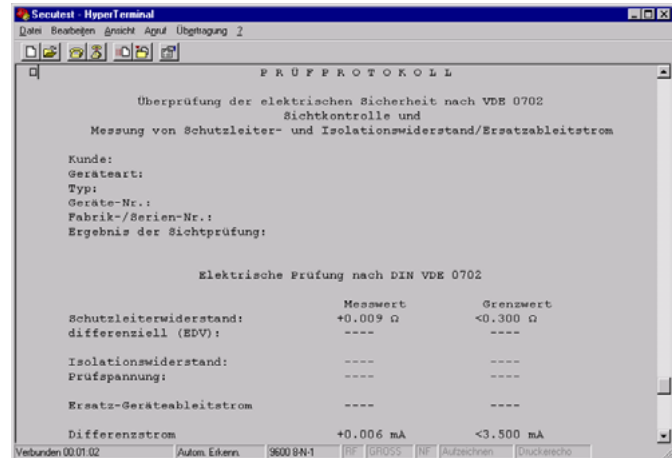 Secutest - HyperTerminal
Datei Bearbeiten Ansicht Anruf Übertragung ?
P R Ü F P R O T O K O L L
Überprüfung der elektrischen Sicherheit nach VDE 0702
Sichtkontrolle und
Messung von Schutzleiter- und Isolationswiderstand/Ersatzableitstrom
Kunde:
Geräteart:
Typ:
Geräte-Nr.:
Fabrik-/Serien-Nr.:
Ergebnis der Sichtprüfung:
Elektrische Prüfung nach DIN VDE 0702
Messwert Grenzwert
Schutzleiterwiderstand: +0.009 Ω <0.300 Ω
differenziell (EDV): ---- ----
Isolationswiderstand: ---- ----
Prüfspannung: ---- ----
Ersatz-Geräteableitstrom ---- ----
Differenzstrom +0.006 mA <3.500 mA
Verbunden 00:01:02 Autom. Erkenn. 9600 8-N-1 RF GROSS NF Aufzeichnen Druckerecho